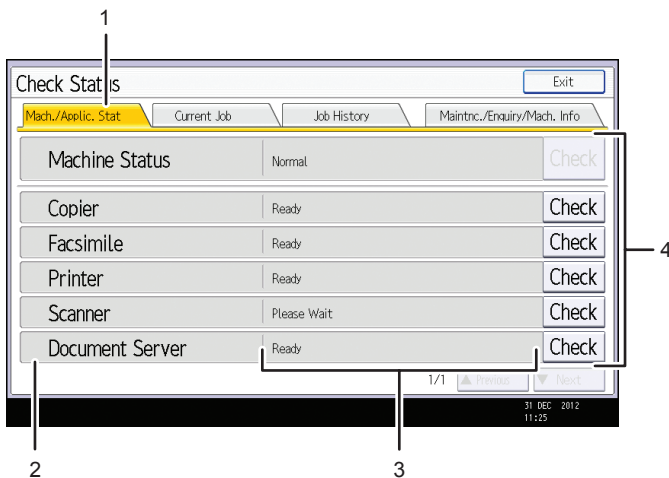 1
Check Status Exit
Mach./Applic. Stat Current Job Job History Maintnc./Enquiry/Mach. Info
Machine Status Normal Check
Copier Ready Check
Facsimile Ready Check
Printer Ready Check
Scanner Please Wait Check
Document Server Ready Check
1/1 ▲ Previous ▼ Next
31 DEC 2012
11:25
4
2 3